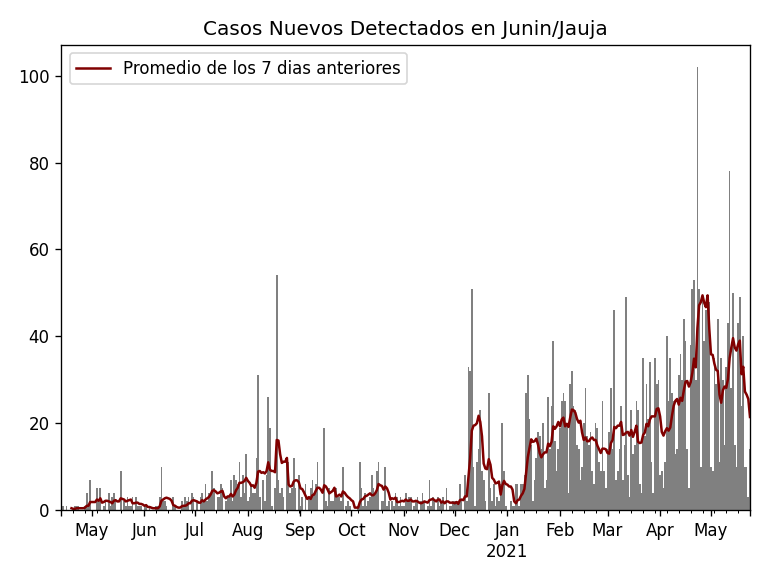 Casos Nuevos Detectados en Junin/Jauja
Promedio de los 7 dias anteriores
100
80
60
40
20
0
May Jun Jul Aug Sep Oct Nov Dec Jan Feb Mar Apr May
2021